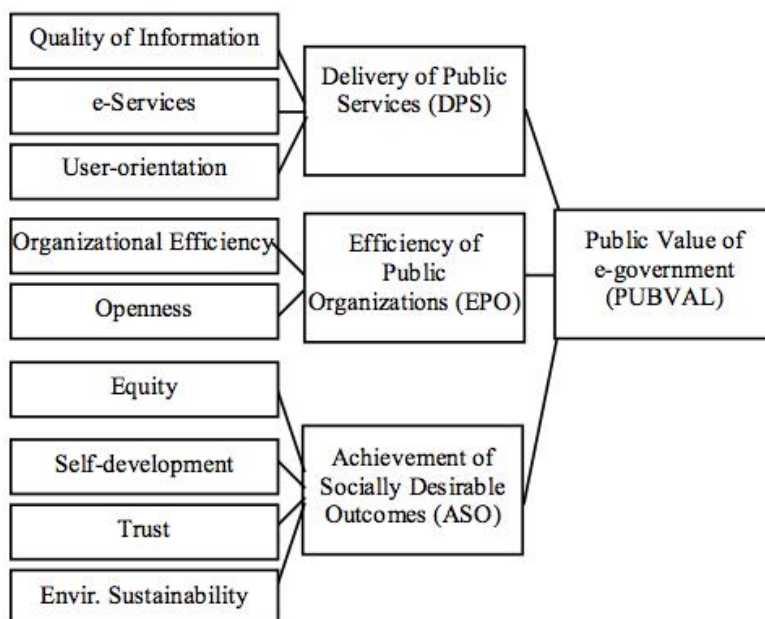 Quality of Information
e-Services
User-orientation
Organizational Efficiency
Openness
Equity
Self-development
Trust
Envir. Sustainability
Delivery of Public
Services (DPS)
Efficiency of
Public
Organizations (EPO)
Achievement of
Socially Desirable
Outcomes (ASO)
Public Value of
e-government
(PUBVAL)